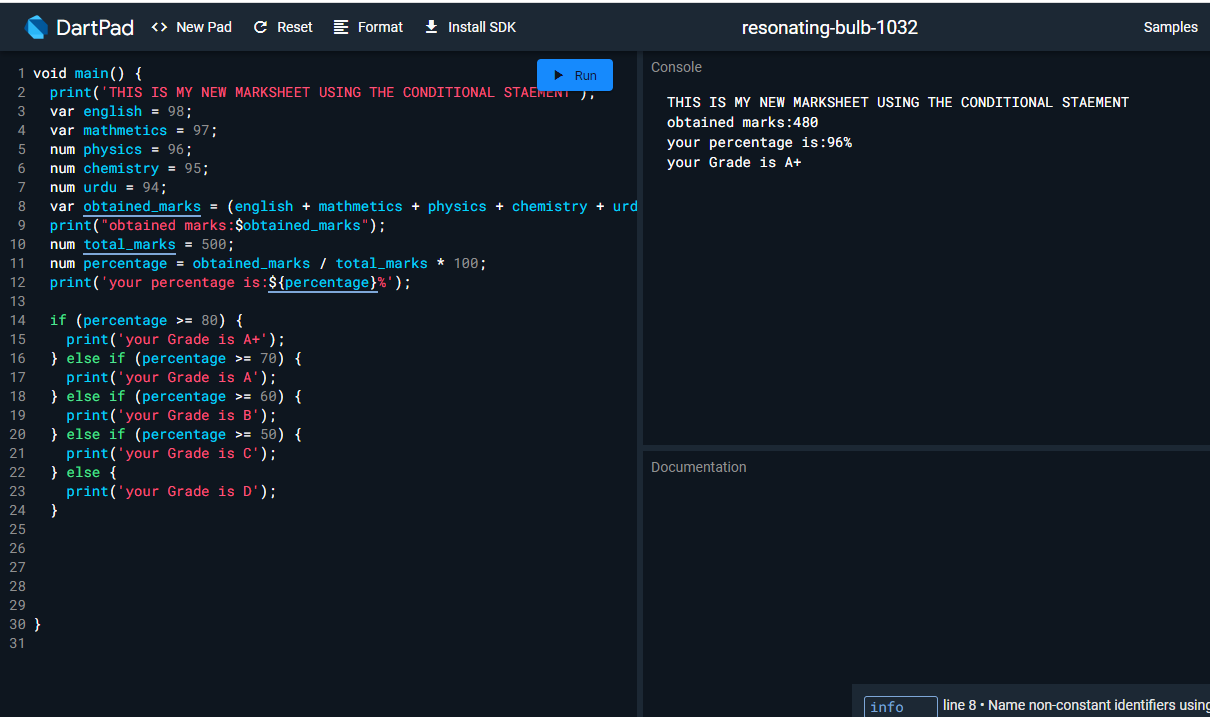 DartPad <> New Pad Reset Format Install SDK resonating-bulb-1032 Samples
Run
1 void main() {
2 print('THIS IS MY NEW MARKSHEET USING THE CONDITIONAL STAEMENT');
3 var english = 98;
4 var mathmetics = 97;
5 num physics = 96;
6 num chemistry = 95;
7 num urdu = 94;
8 var obtained_marks = (english + mathmetics + physics + chemistry + urd
9 print("obtained marks:$obtained_marks");
10 num total_marks = 500;
11 num percentage = obtained_marks / total_marks * 100;
12 print('your percentage is:${percentage}%');
13
14 if (percentage >= 80) {
15 print('your Grade is A+');
16 } else if (percentage >= 70) {
17 print('your Grade is A');
18 } else if (percentage >= 60) {
19 print('your Grade is B');
20 } else if (percentage >= 50) {
21 print('your Grade is C');
22 } else {
23 print('your Grade is D');
24 }
25
26
27
28
29
30 }
31
Console
THIS IS MY NEW MARKSHEET USING THE CONDITIONAL STAEMENT
obtained marks:480
your percentage is:96%
your Grade is A+
Documentation
info line 8 • Name non-constant identifiers using